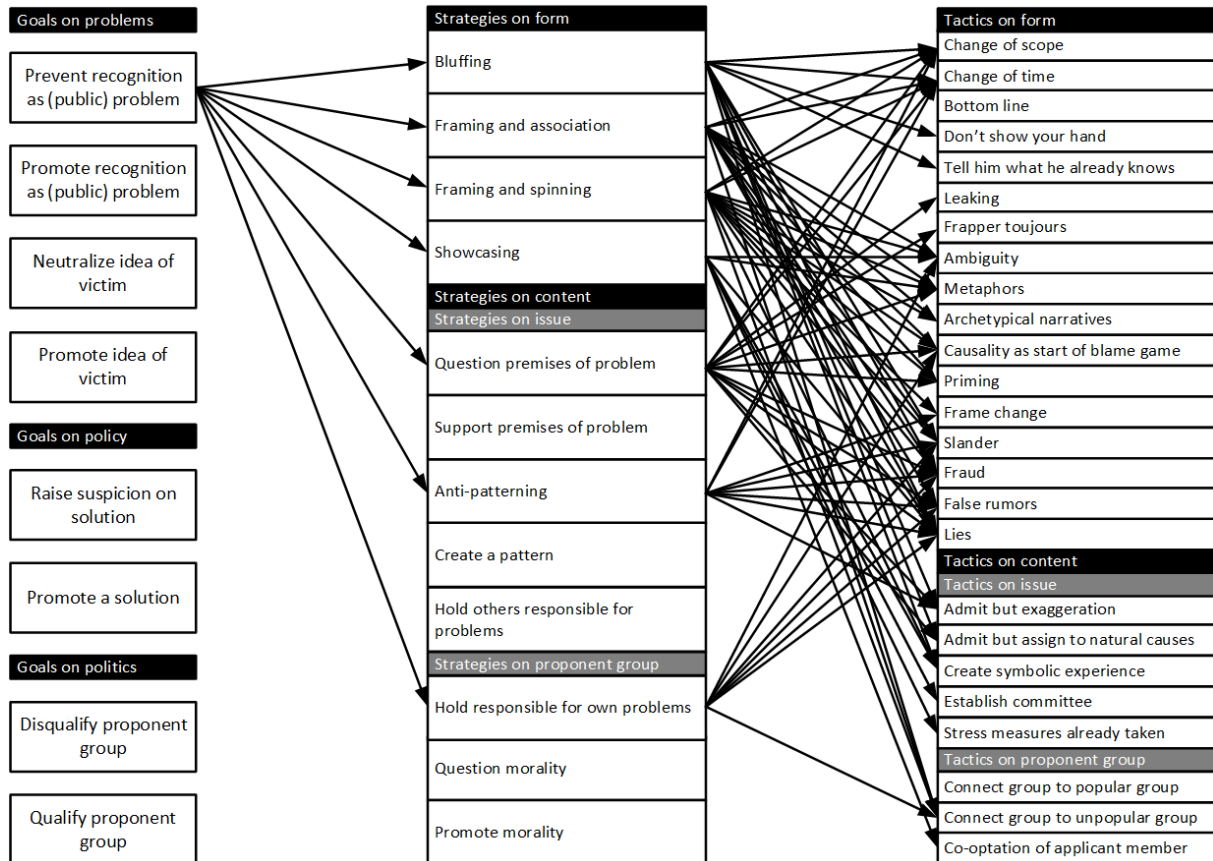 Goals on problems
Prevent recognition
as (public) problem
Promote recognition
as (public) problem
Neutralize idea of
victim
Promote idea of
victim
Goals on policy
Raise suspicion on
solution
Promote a solution
Goals on politics
Disqualify proponent
group
Qualify proponent
group
Strategies on form
Bluffing
Framing and association
Framing and spinning
Showcasing
Strategies on content
Strategies on issue
Question premises of problem
Support premises of problem
Anti-patterning
Create a pattern
Hold others responsible for
problems
Strategies on proponent group
Hold responsible for own problems
Question morality
Promote morality
Tactics on form
Change of scope
Change of time
Bottom line
Don't show your hand
Tell him what he already knows
Leaking
Frapper toujours
Ambiguity
Metaphors
Archetypical narratives
Causality as start of blame game
Priming
Frame change
Slander
Fraud
False rumors
Lies
Tactics on content
Tactics on issue
Admit but exaggeration
Admit but assign to natural causes
Create symbolic experience
Establish committee
Stress measures already taken
Tactics on proponent group
Connect group to popular group
Connect group to unpopular group
Co-optation of applicant member